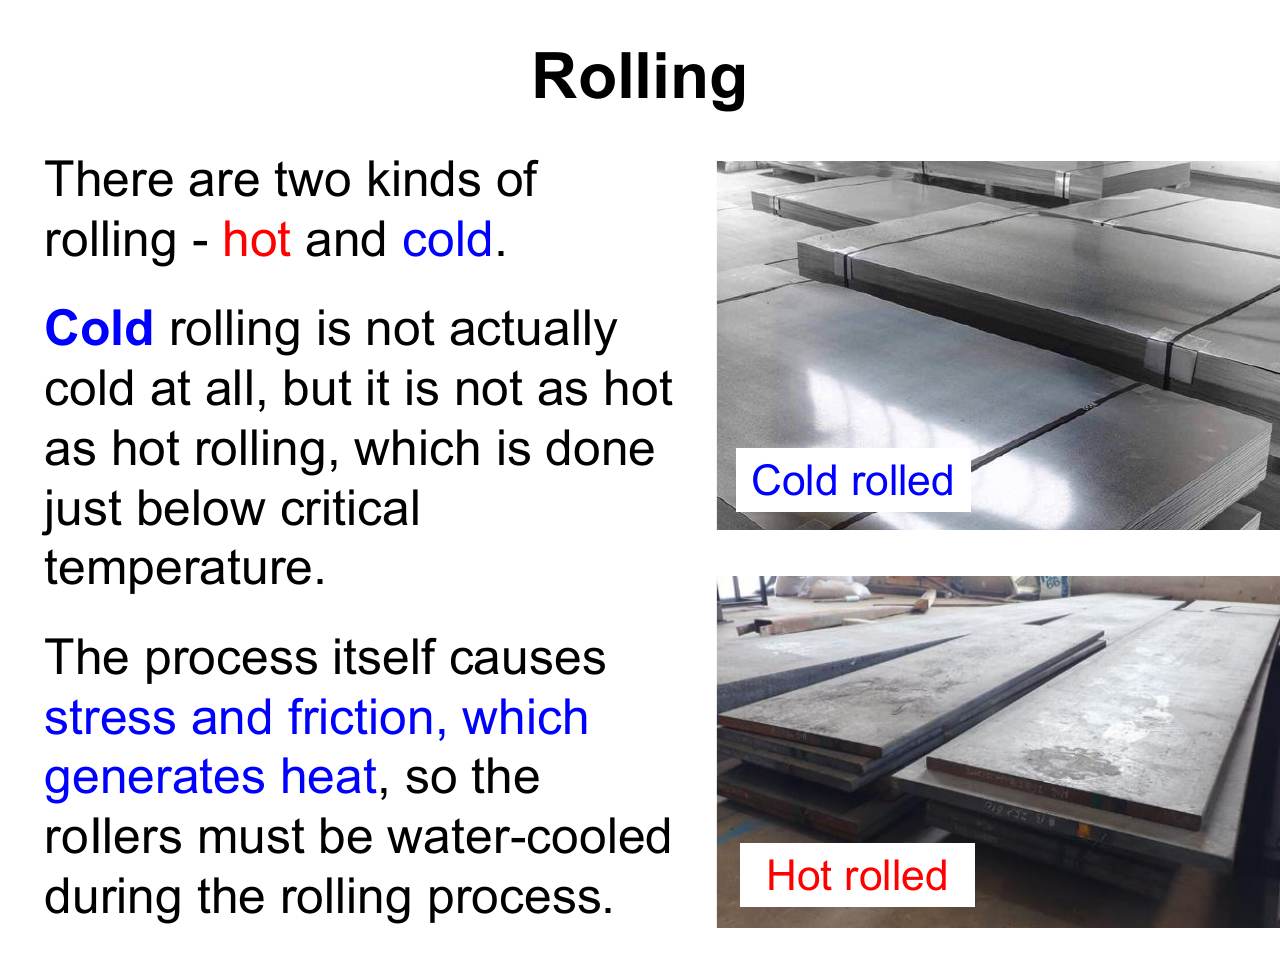 Rolling
There are two kinds of
rolling - hot and cold.
Cold rolling is not actually
cold at all, but it is not as hot
as hot rolling, which is done
just below critical
temperature.
The process itself causes
stress and friction, which
generates heat, so the
rollers must be water-cooled
during the rolling process.
Cold rolled
Hot rolled